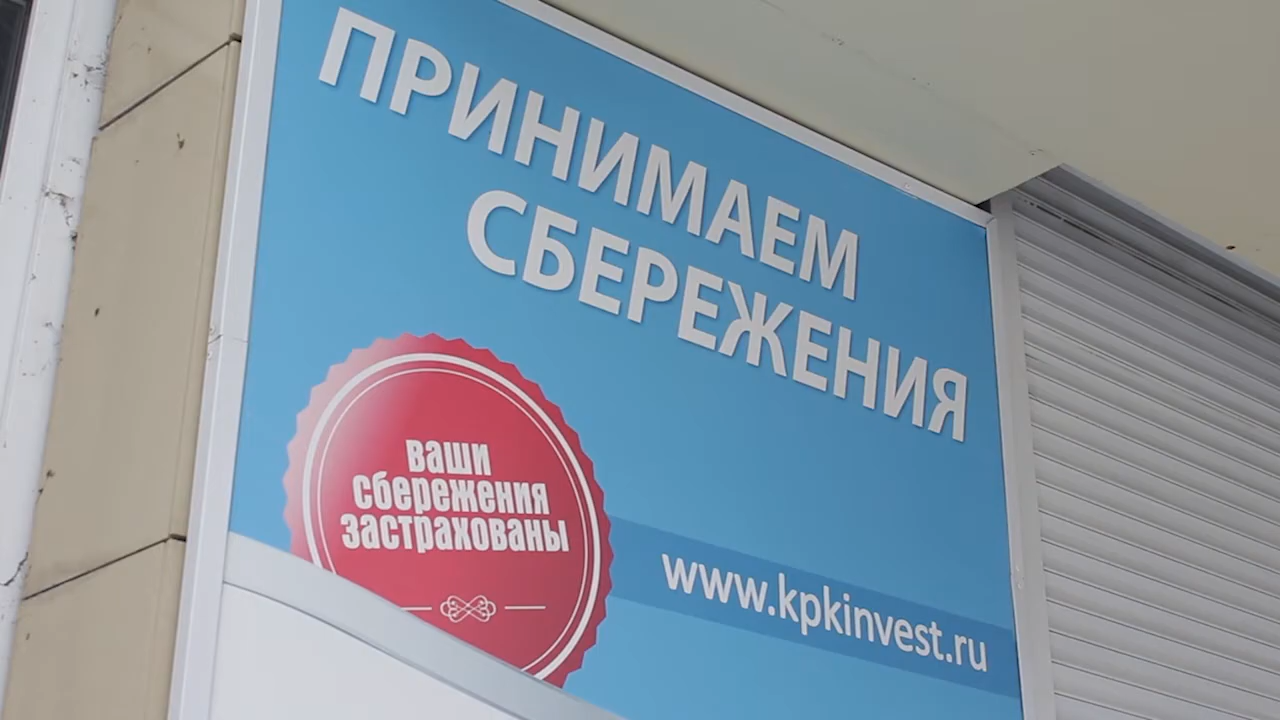 ПРИНИМАЕМ
СБЕРЕЖЕНИЯ
ваши
сбережения
застрахованы
www.kpkinvest.ru